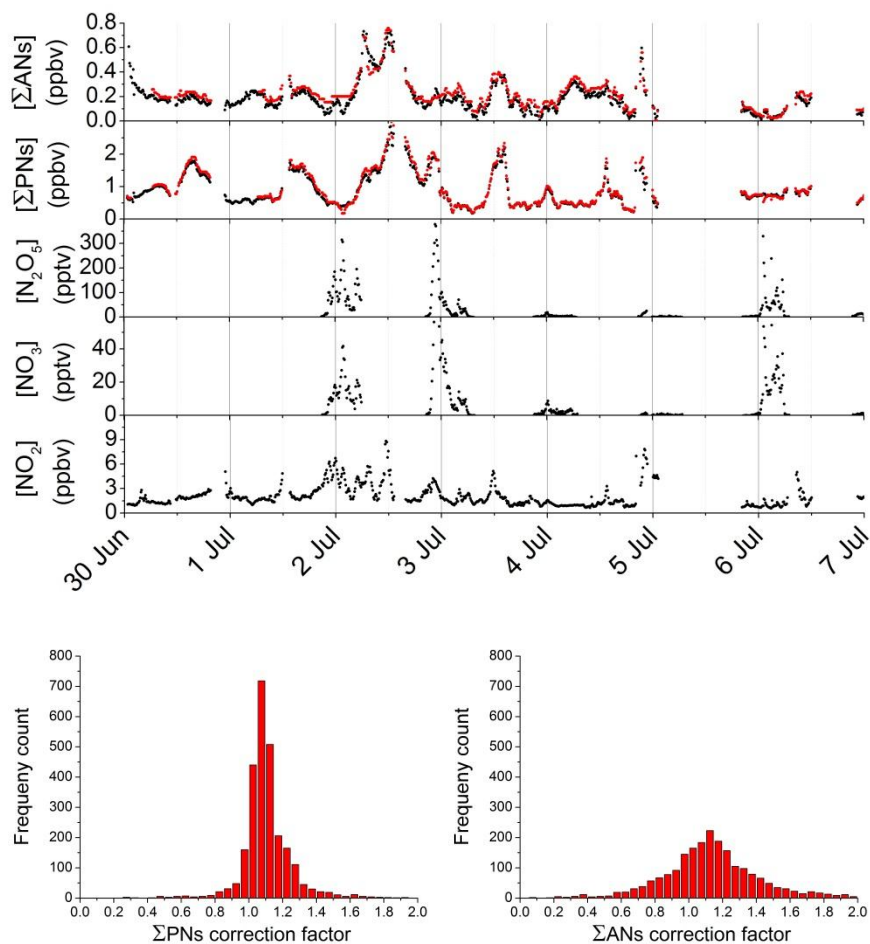 0.8
0.6
0.4
0.2
0.0
[ΣANs]
(ppbv)
2
1
0
[ΣPNs]
(ppbv)
300
200
100
0
[N₂O₅]
(pptv)
40
20
0
[NO₃]
(pptv)
9
6
3
0
[NO₂]
(ppbv)
30 Jun
1 Jul
2 Jul
3 Jul
4 Jul
5 Jul
6 Jul
7 Jul
800
700
600
500
400
300
200
100
0
Frequeny count
0.0 0.2 0.4 0.6 0.8 1.0 1.2 1.4 1.6 1.8 2.0
ΣPNs correction factor
800
700
600
500
400
300
200
100
0
Frequeny count
0.0 0.2 0.4 0.6 0.8 1.0 1.2 1.4 1.6 1.8 2.0
ΣANs correction factor